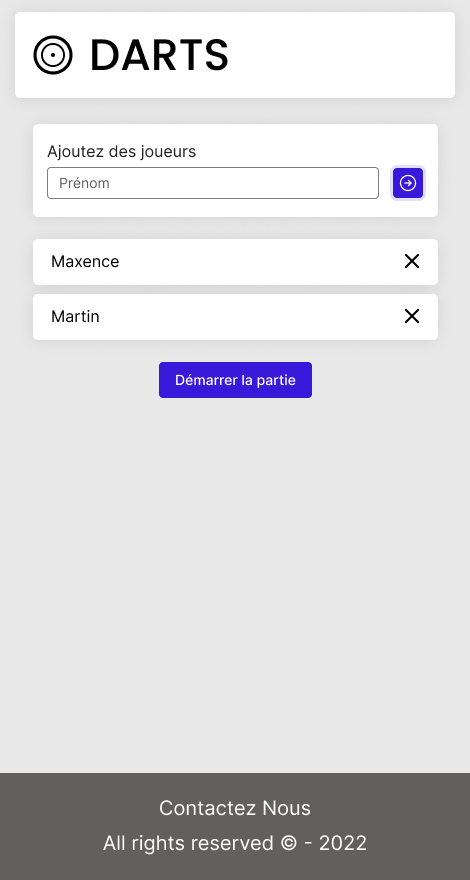 DARTS
Ajoutez des joueurs
Prénom
Maxence
Martin
Démarrer la partie
Contactez Nous
All rights reserved © - 2022